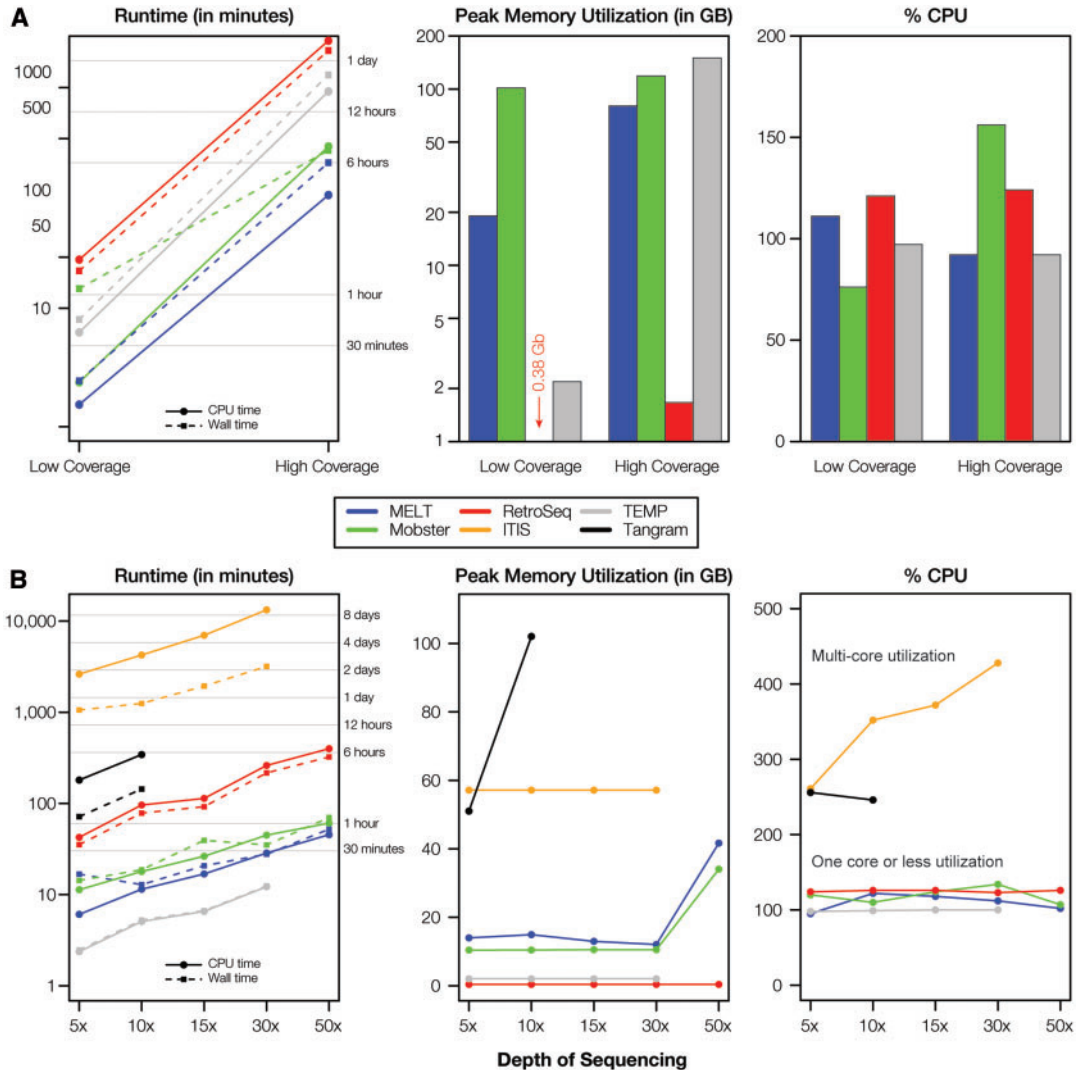 A
Runtime (in minutes)
1000
500
100
50
10
1 day
12 hours
6 hours
1 hour
30 minutes
CPU time
Wall time
Low Coverage
High Coverage
Peak Memory Utilization (in GB)
200
100
50
20
10
5
2
1
0.38 Gb
Low Coverage
High Coverage
% CPU
200
150
100
50
0
Low Coverage
High Coverage
MELT
RetroSeq
TEMP
Mobster
ITIS
Tangram
B
Runtime (in minutes)
10,000
1,000
100
10
1
8 days
4 days
2 days
1 day
12 hours
6 hours
1 hour
30 minutes
CPU time
Wall time
5x
10x
15x
30x
50x
Peak Memory Utilization (in GB)
100
80
60
40
20
0
5x
10x
15x
30x
50x
Depth of Sequencing
% CPU
500
400
300
200
100
0
Multi-core utilization
One core or less utilization
5x
10x
15x
30x
50x